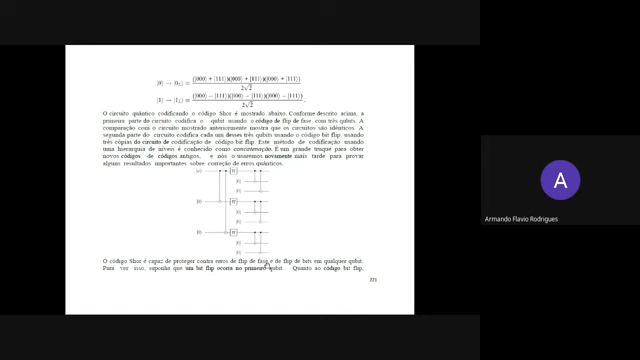 |0⟩ → |0_L⟩ ≡ (|000⟩ + |111⟩)(|000⟩ + |111⟩)(|000⟩ + |111⟩) / 2√2
|1⟩ → |1_L⟩ ≡ (|000⟩ − |111⟩)(|000⟩ − |111⟩)(|000⟩ − |111⟩) / 2√2 .
O circuito quântico codificando o código Shor é mostrado abaixo. Conforme descrito acima, a
primeira parte do circuito codifica o qubit usando o código de flip de fase com três qubits. A
comparação com o circuito mostrado anteriormente mostra que os circuitos são idênticos. A
segunda parte do circuito codifica cada um desses três qubits usando o código bit flip, usando
três cópias do circuito de codificação de código bit flip. Este método de codificação usando
uma hierarquia de níveis é conhecido como concatenação. É um grande truque para obter
novos códigos de códigos antigos, e nós o usaremos novamente mais tarde para provar
alguns resultados importantes sobre correção de erros quânticos.
H
|0⟩
|0⟩
|0⟩ H
|0⟩
|0⟩
|0⟩ H
|0⟩
|0⟩
O código Shor é capaz de proteger contra erros de flip de fase e de flip de bits em qualquer qubit.
Para ver isso, suponha que um bit flip ocorra no primeiro qubit. Quanto ao código bit flip,
A
Armando Flavio Rodrigues